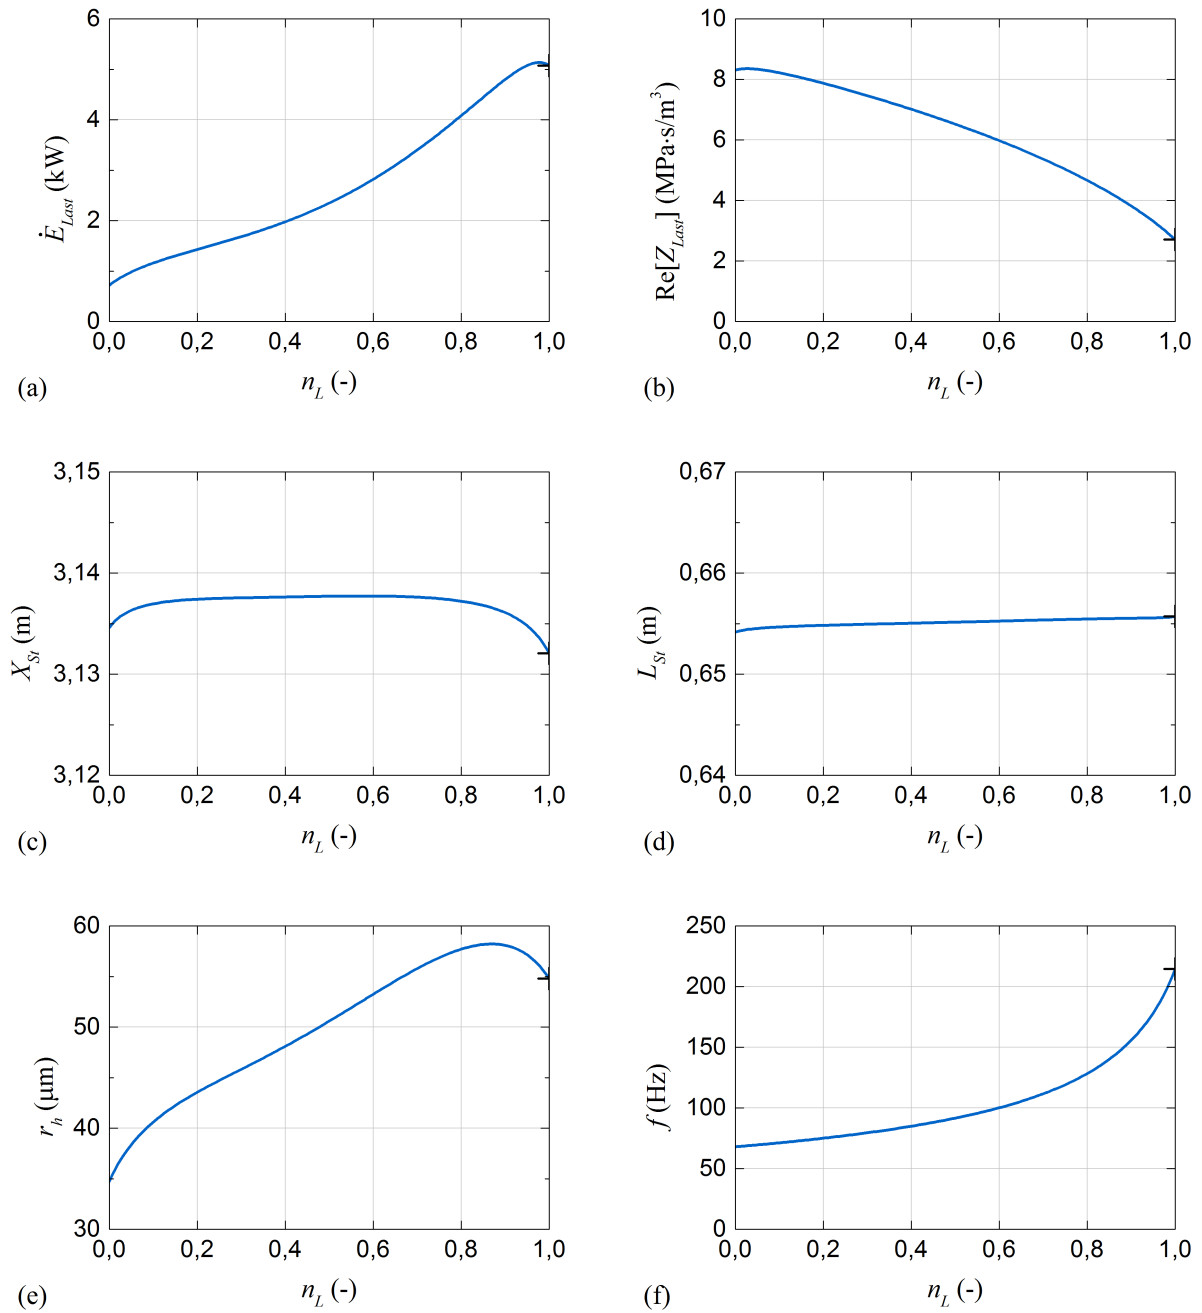 6
4
2
0
Ė_Last (kW)
0,0 0,2 0,4 0,6 0,8 1,0
n_L (-)
(a)
10
8
6
4
2
0
Re[Z_Last] (MPa·s/m³)
0,0 0,2 0,4 0,6 0,8 1,0
n_L (-)
(b)
3,15
3,14
3,13
3,12
X_St (m)
0,0 0,2 0,4 0,6 0,8 1,0
n_L (-)
(c)
0,67
0,66
0,65
0,64
L_St (m)
0,0 0,2 0,4 0,6 0,8 1,0
n_L (-)
(d)
60
50
40
30
r_h (μm)
0,0 0,2 0,4 0,6 0,8 1,0
n_L (-)
(e)
250
200
150
100
50
0
f (Hz)
0,0 0,2 0,4 0,6 0,8 1,0
n_L (-)
(f)